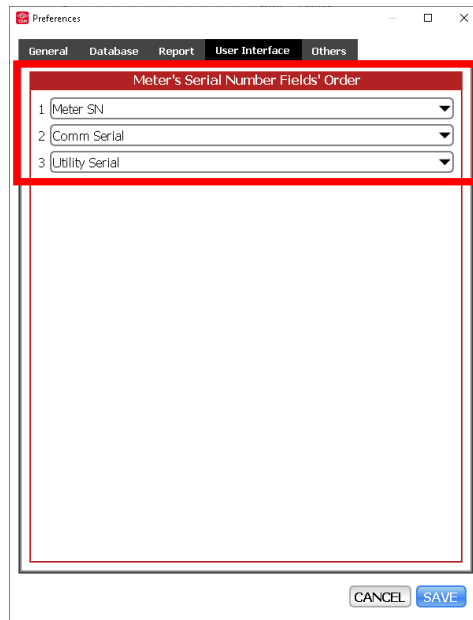 Preferences
General Database Report User Interface Others
Meter's Serial Number Fields' Order
1 Meter SN
2 Comm Serial
3 Utility Serial
CANCEL SAVE